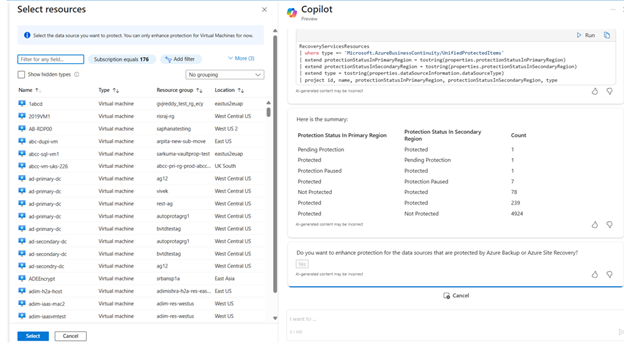 Select resources
Select the data source you want to protect. You can only enhance protection for Virtual Machines for now.
Filter for any field...
Subscription equals 176
Add filter
More (3)
Show hidden types
No grouping
Name Type Resource group Location
1abcd Virtual machine gvjreddy_test_rg_ecy eastus2euap
2019VM1 Virtual machine nsraj-rg West Central US
AB-RDP00 Virtual machine saphanatesting West US 2
abc-dupi-vm Virtual machine arpita-new-sub-move East US
abcc-sql-vm1 Virtual machine sarkuma-vaultprop-test eastus2euap
abcc-vm-uks-226 Virtual machine abcc-pri-rg-prod-abcc... UK South
ad-primary-dc Virtual machine ag12 West Central US
ad-primary-dc Virtual machine vivek West Central US
ad-primary-dc Virtual machine rest-ag West Central US
ad-primary-dc Virtual machine autoprotagrg1 West Central US
ad-primary-dc Virtual machine bvtdtestag West Central US
ad-secondary-dc Virtual machine autoprotagrg1 West Central US
ad-secondary-dc Virtual machine bvtdtestag West Central US
ad-secondry-dc Virtual machine ag12 West Central US
ADEEncrypt Virtual machine East Asia
adim-h2a-host Virtual machine adimishra-h2a-res-eas... East US
adim-iaas-mac2 Virtual machine adim-res-westus West US
adim-iaasvmtest Virtual machine adim-res-westus West US
Select
Cancel
Copilot
Preview
Run
RecoveryServicesResources
| where type =~ 'Microsoft.AzureBusinessContinuity/UnifiedProtectedItems'
| extend protectionStatusInPrimaryRegion = tostring(properties.protectionStatusInPrimaryRegion)
| extend protectionStatusInSecondaryRegion = tostring(properties.protectionStatusInSecondaryRegion)
| extend type = tostring(properties.dataSourceInformation.dataSourceType)
| project id, name, protectionStatusInPrimaryRegion, protectionStatusInSecondaryRegion, type
AI-generated content may be incorrect
Here is the summary:
Protection Status In Primary Region Protection Status In Secondary Region Count
Pending Protection Protected 1
Protected Pending Protection 1
Protection Paused Protected 1
Protected Protection Paused 7
Not Protected Protected 78
Protected Protected 239
Protected Not Protected 4924
AI-generated content may be incorrect
Do you want to enhance protection for the data sources that are protected by Azure Backup or Azure Site Recovery?
Yes
AI-generated content may be incorrect
Cancel
I want to ...